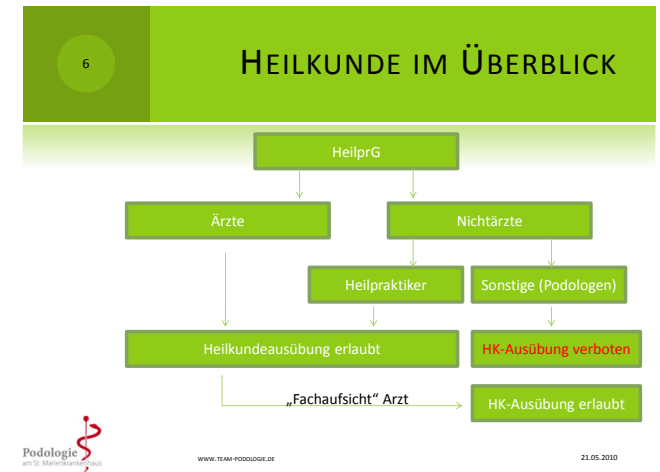 6
HEILKUNDE IM ÜBERBLICK
HeilprG
Ärzte
Nichtärzte
Heilpraktiker
Sonstige (Podologen)
Heilkundeausübung erlaubt
HK-Ausübung verboten
„Fachaufsicht“ Arzt
HK-Ausübung erlaubt
Podologie
am St. Marienkrankenhaus
WWW.TEAM-PODOLOGIE.DE
21.05.2010